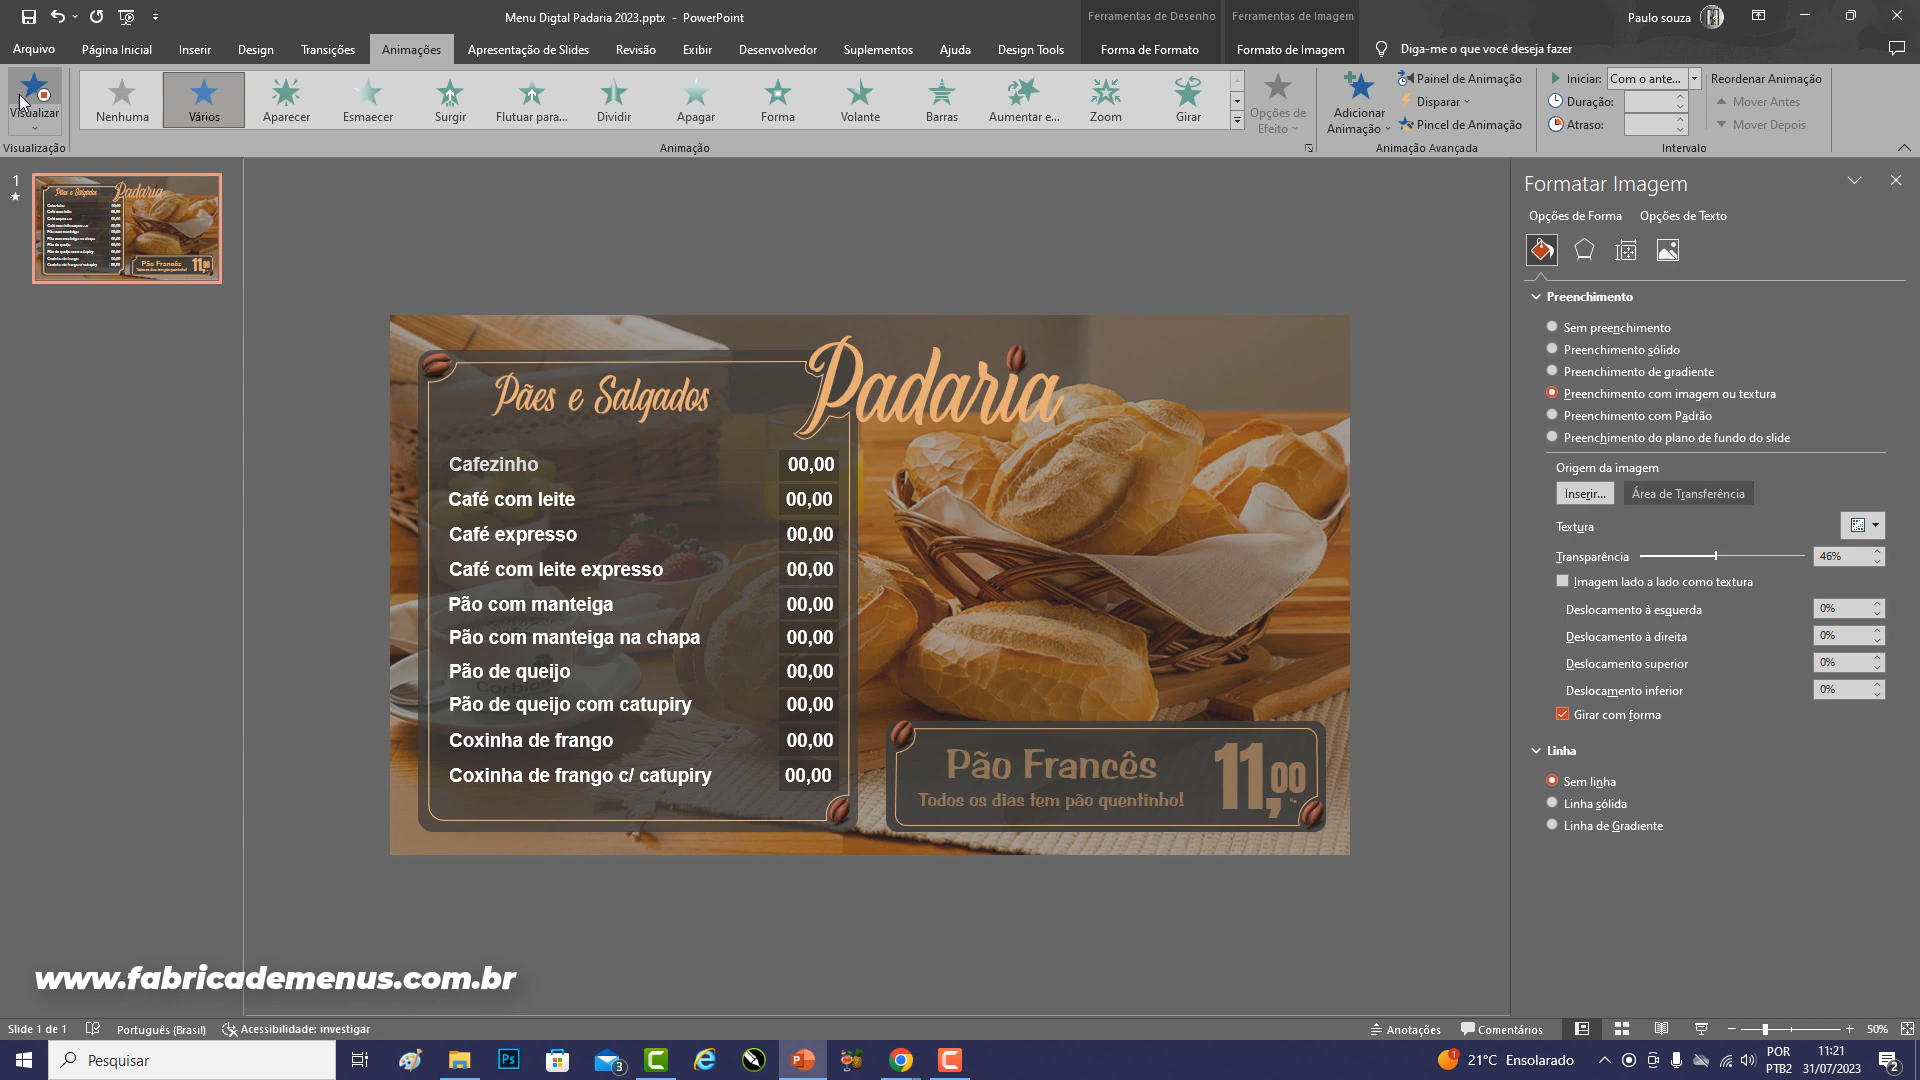 Menu Digtal Padaria 2023.pptx - PowerPoint
Ferramentas de Desenho
Ferramentas de Imagem
Paulo souza
Arquivo
Página Inicial
Inserir
Design
Transições
Animações
Apresentação de Slides
Revisão
Exibir
Desenvolvedor
Suplementos
Ajuda
Design Tools
Forma de Formato
Formato de Imagem
Diga-me o que você deseja fazer
Visualizar
Nenhuma
Vários
Aparecer
Esmaecer
Surgir
Flutuar para...
Dividir
Apagar
Forma
Volante
Barras
Aumentar e...
Zoom
Girar
Opções de
Efeito
Adicionar
Animação
Painel de Animação
Disparar
Pincel de Animação
Iniciar: Com o ante...
Duração:
Atraso:
Reordenar Animação
Mover Antes
Mover Depois
Visualização
Animação
Animação Avançada
Intervalo
1
Pães e Salgados
Padaria
Pão Francês
11,00
Formatar Imagem
Opções de Forma
Opções de Texto
Preenchimento
Sem preenchimento
Preenchimento sólido
Preenchimento de gradiente
Preenchimento com imagem ou textura
Preenchimento com Padrão
Preenchimento do plano de fundo do slide
Origem da imagem
Inserir...
Área de Transferência
Textura
Transparência 46%
Imagem lado a lado como textura
Deslocamento à esquerda 0%
Deslocamento à direita 0%
Deslocamento superior 0%
Deslocamento inferior 0%
Girar com forma
Linha
Sem linha
Linha sólida
Linha de Gradiente
Padaria
Pães e Salgados
Cafezinho 00,00
Café com leite 00,00
Café expresso 00,00
Café com leite expresso 00,00
Pão com manteiga 00,00
Pão com manteiga na chapa 00,00
Pão de queijo 00,00
Pão de queijo com catupiry 00,00
Coxinha de frango 00,00
Coxinha de frango c/ catupiry 00,00
Pão Francês
Todos os dias tem pão quentinho!
11,00
www.fabricademenus.com.br
Slide 1 de 1
Português (Brasil)
Acessibilidade: investigar
Anotações
Comentários
50%
Pesquisar
Ps
3
1
21°C Ensolarado
POR
PTB2
11:21
31/07/2023
2